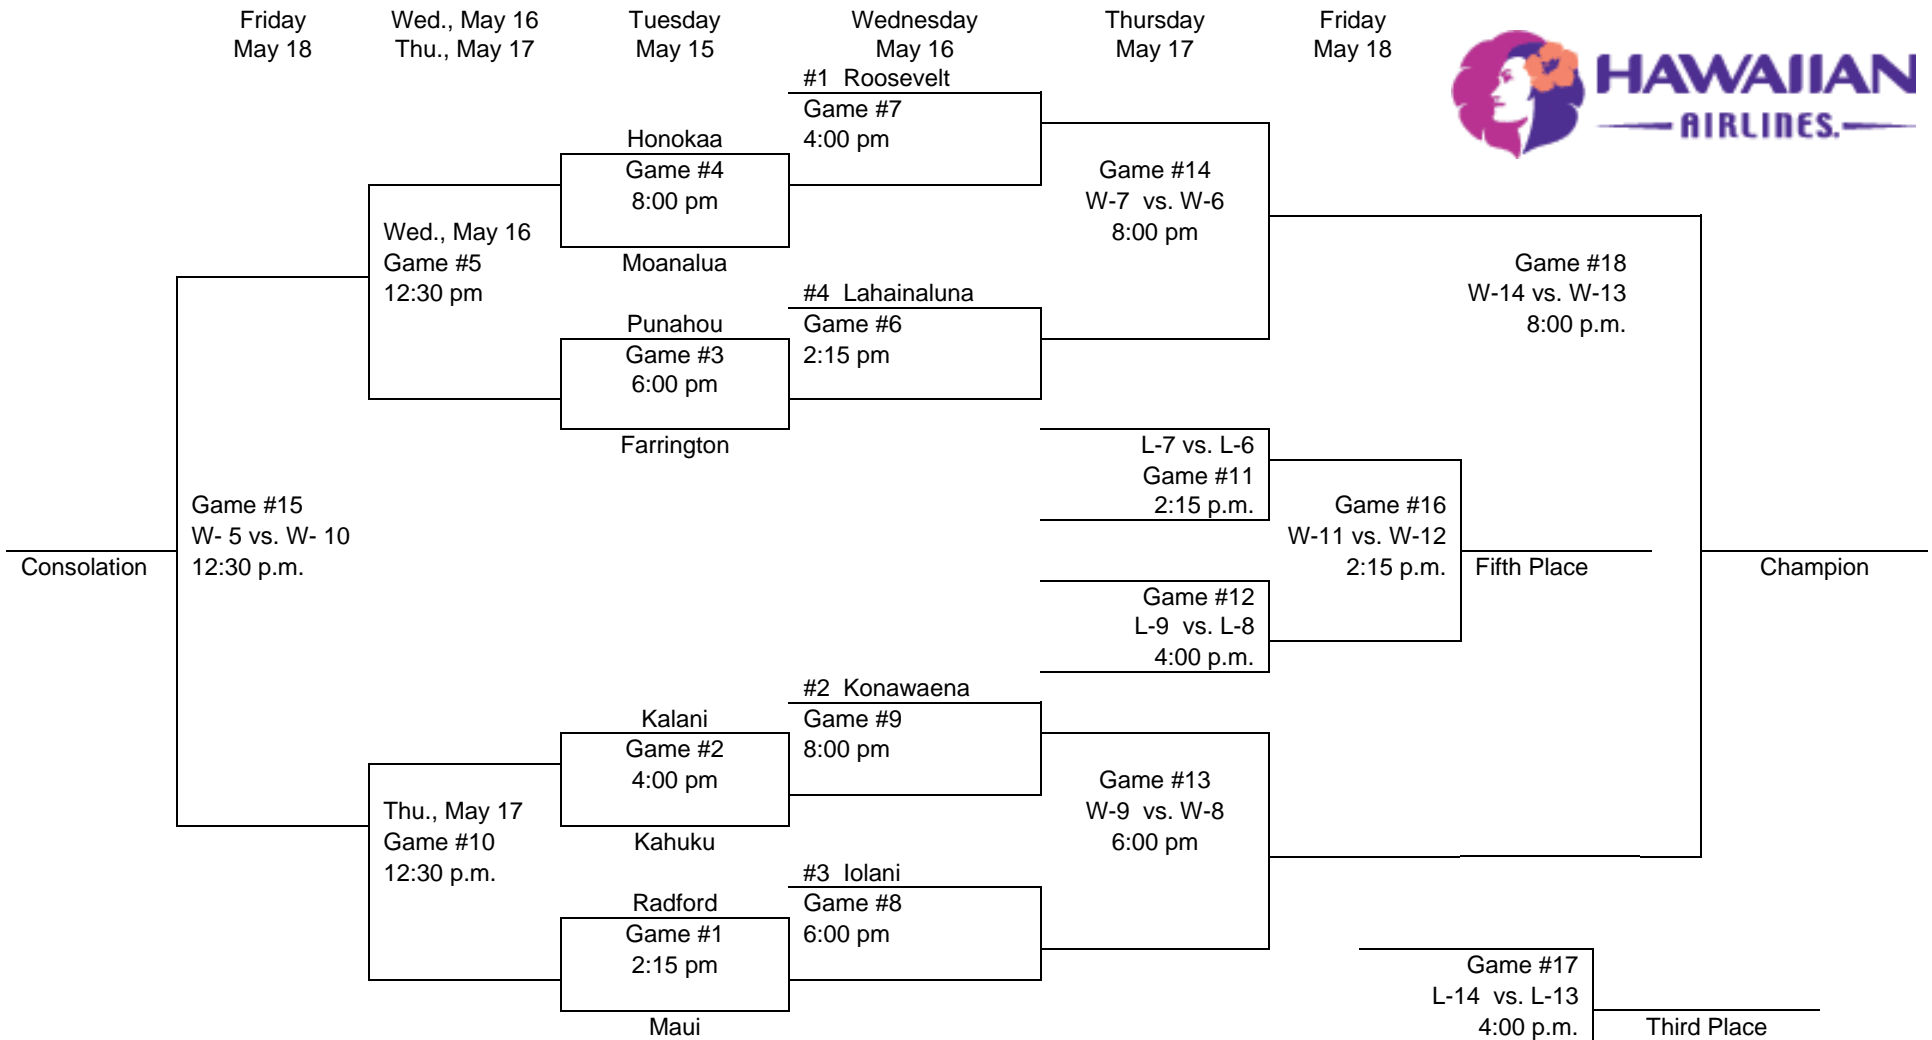 Friday
May 18
Wed., May 16
Thu., May 17
Tuesday
May 15
Wednesday
May 16
Thursday
May 17
Friday
May 18
HAWAIIAN
AIRLINES.
#1 Roosevelt
Game #7
4:00 pm
Honokaa
Game #4
8:00 pm
Moanalua
Game #14
W-7 vs. W-6
8:00 pm
Wed., May 16
Game #5
12:30 pm
#4 Lahainaluna
Game #6
2:15 pm
Game #18
W-14 vs. W-13
8:00 p.m.
Punahou
Game #3
6:00 pm
Farrington
L-7 vs. L-6
Game #11
2:15 p.m.
Game #15
W- 5 vs. W- 10
12:30 p.m.
Consolation
Game #16
W-11 vs. W-12
2:15 p.m.
Fifth Place
Champion
Game #12
L-9 vs. L-8
4:00 p.m.
#2 Konawaena
Game #9
8:00 pm
Kalani
Game #2
4:00 pm
Kahuku
Game #13
W-9 vs. W-8
6:00 pm
Thu., May 17
Game #10
12:30 p.m.
#3 Iolani
Game #8
6:00 pm
Radford
Game #1
2:15 pm
Maui
Game #17
L-14 vs. L-13
4:00 p.m.
Third Place